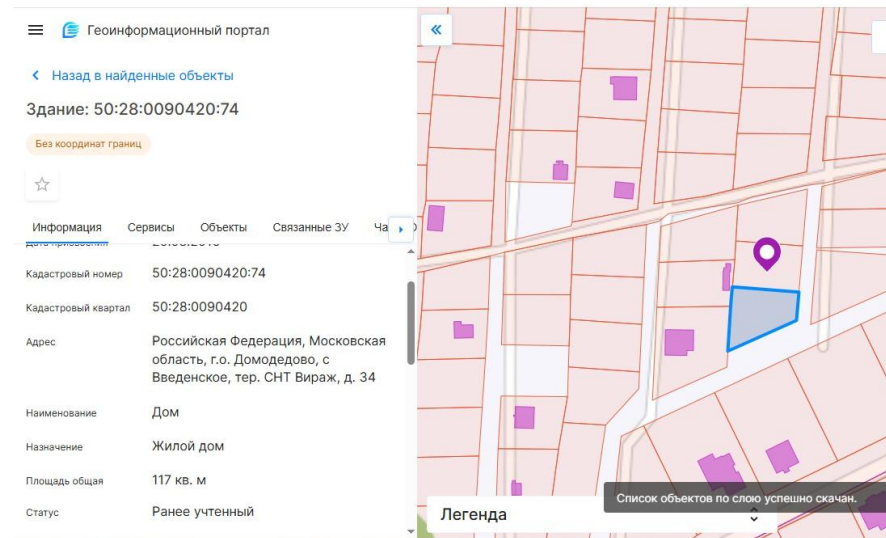 Геоинформационный портал
Назад в найденные объекты
Здание: 50:28:0090420:74
Без координат границ
Информация Сервисы Объекты Связанные ЗУ Ча
Кадастровый номер 50:28:0090420:74
Кадастровый квартал 50:28:0090420
Адрес Российская Федерация, Московская
область, г.о. Домодедово, с
Введенское, тер. СНТ Вираж, д. 34
Наименование Дом
Назначение Жилой дом
Площадь общая 117 кв. м
Статус Ранее учтенный
Список объектов по слою успешно скачан.
Легенда